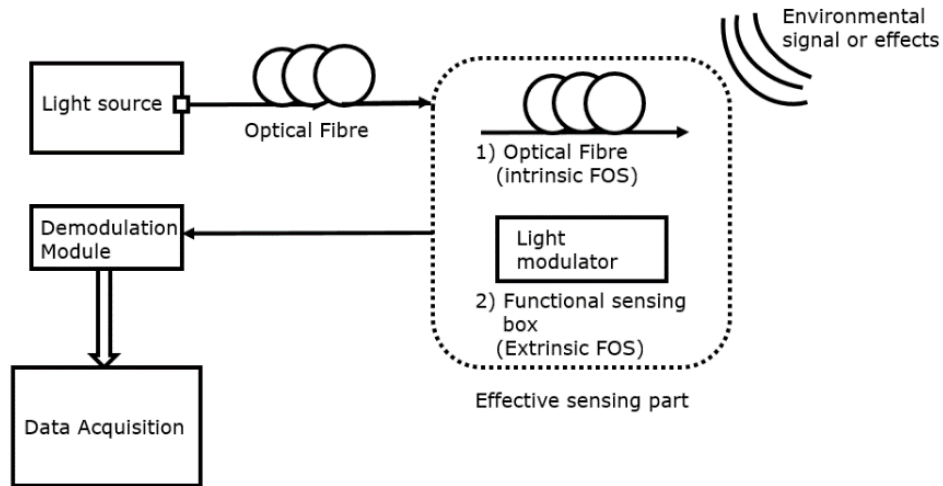 Environmental
signal or effects
Light source
Optical Fibre
1) Optical Fibre
(intrinsic FOS)
Demodulation
Module
Light
modulator
2) Functional sensing
box
(Extrinsic FOS)
Effective sensing part
Data Acquisition